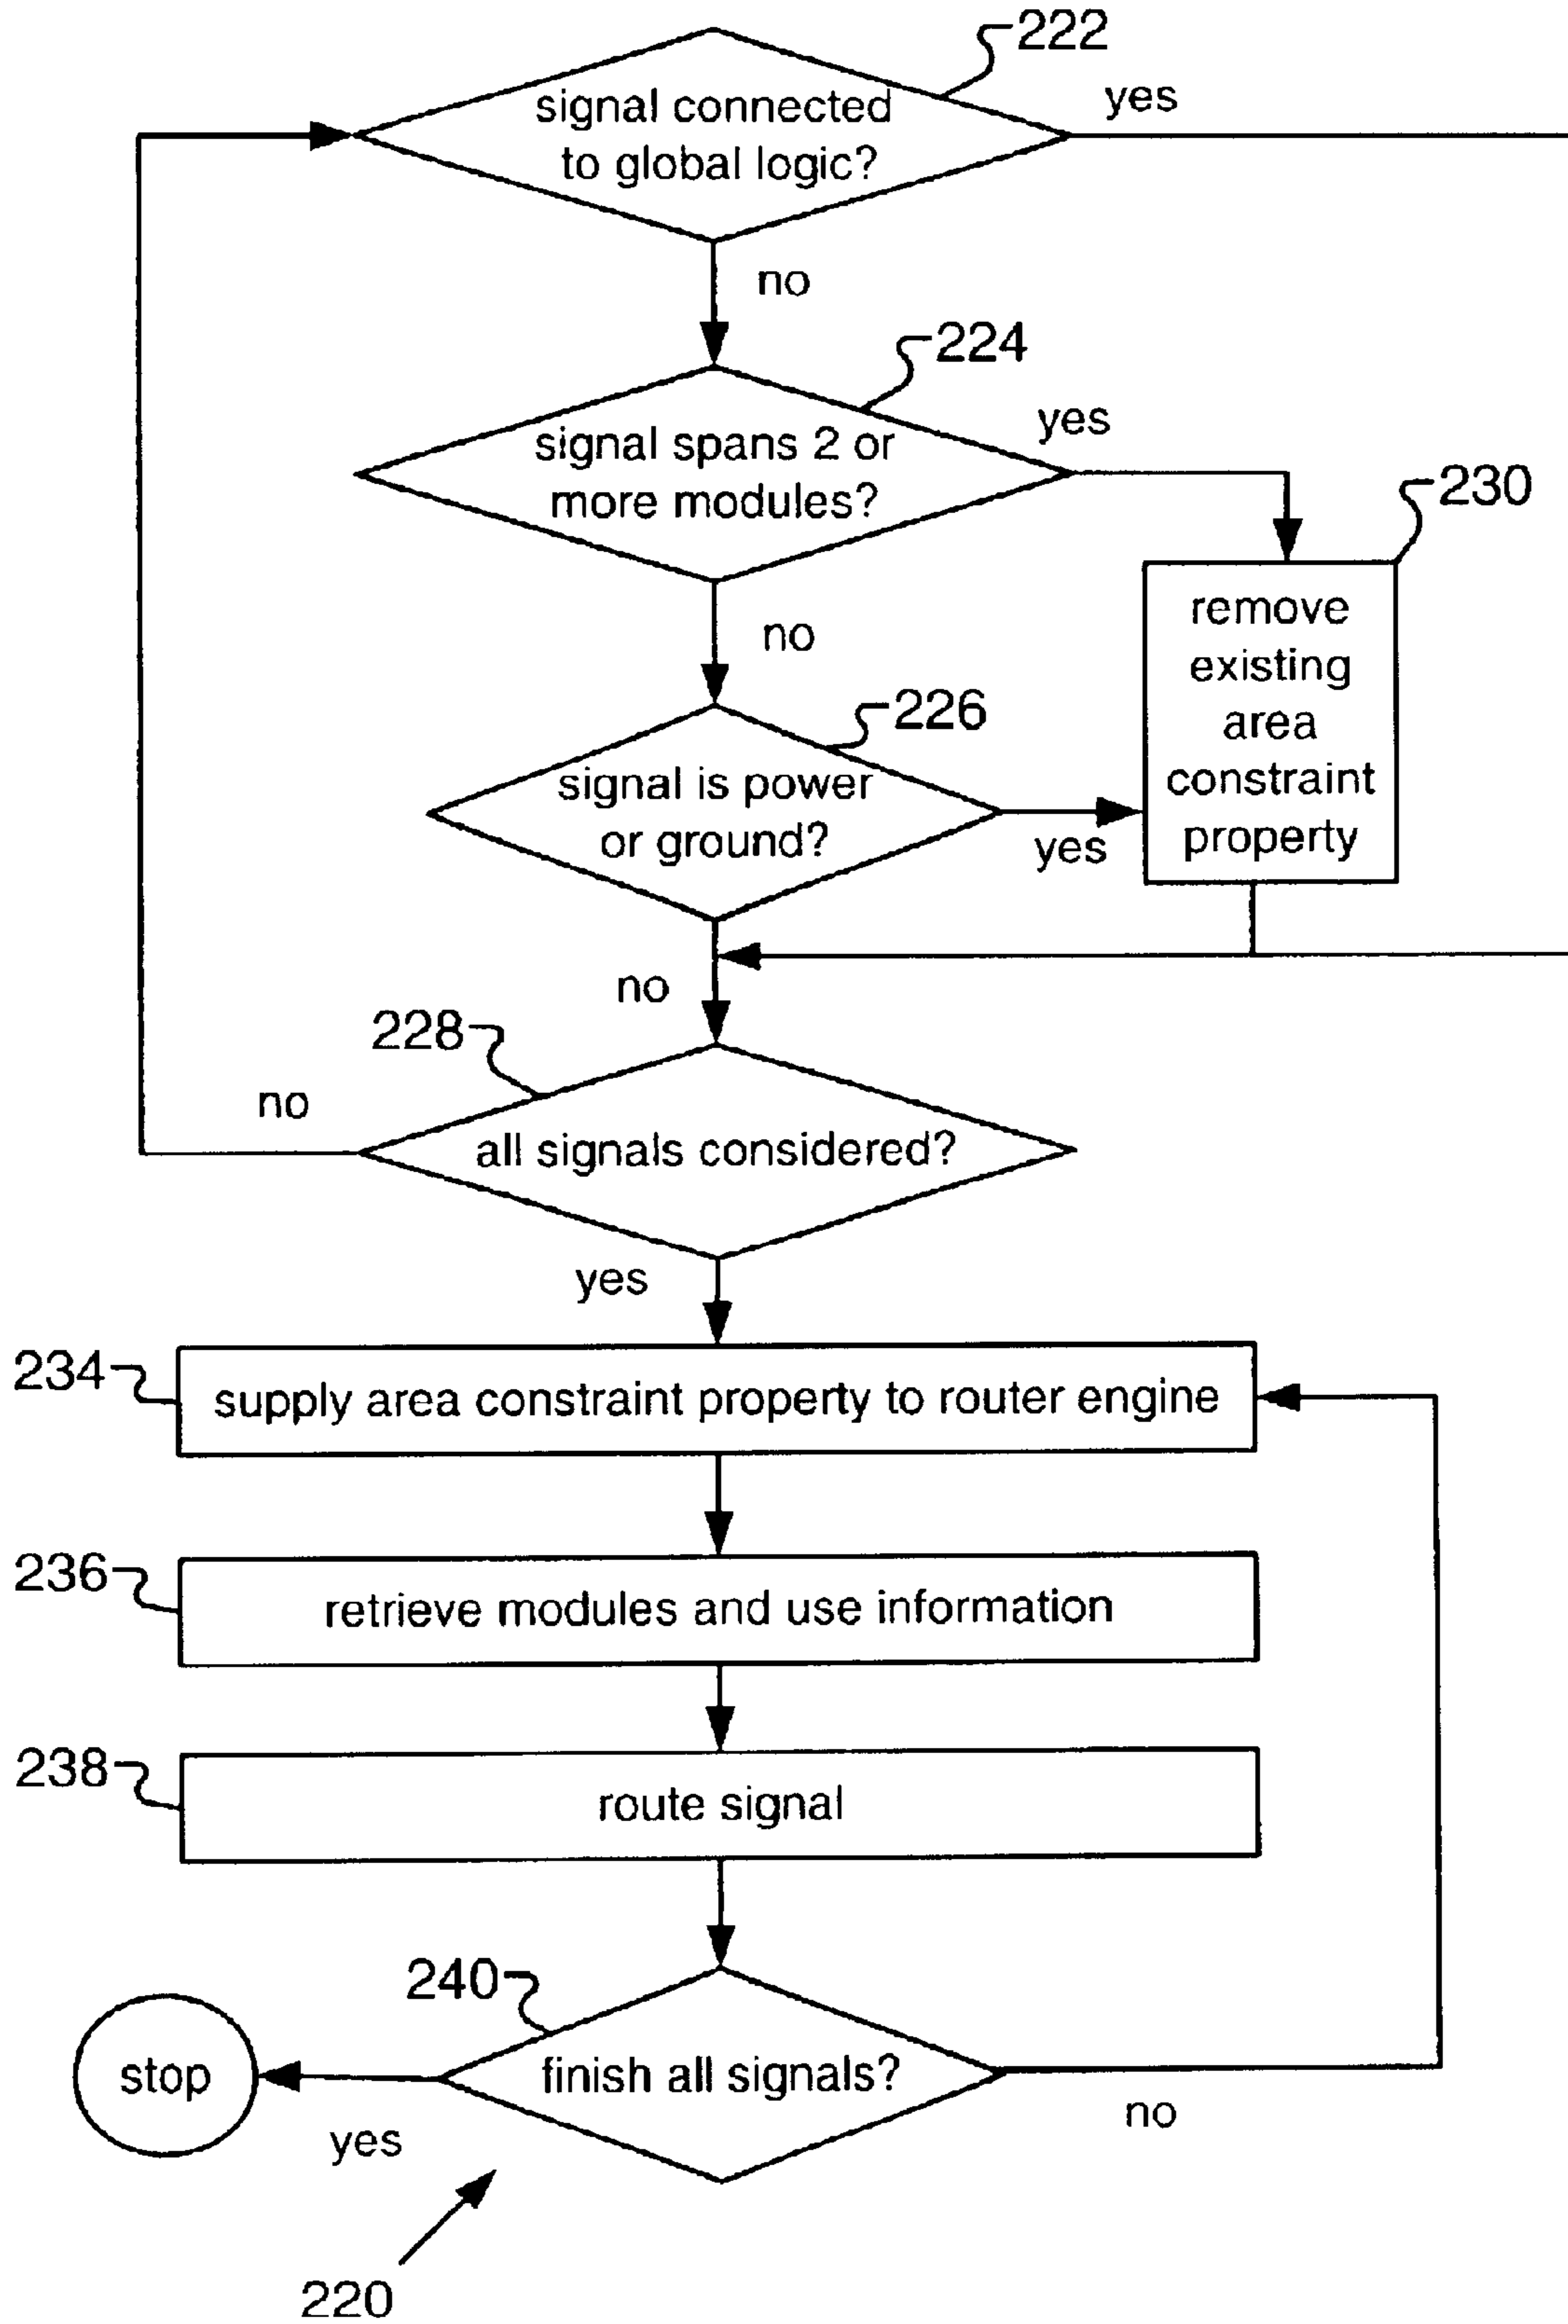 222
signal connected
to global logic?
yes
no
224
signal spans 2 or
more modules?
yes
230
no
remove
existing
area
constraint
property
226
signal is power
or ground?
yes
no
228
all signals considered?
no
yes
234
supply area constraint property to router engine
236
retrieve modules and use information
238
route signal
240
finish all signals?
stop
yes
no
220